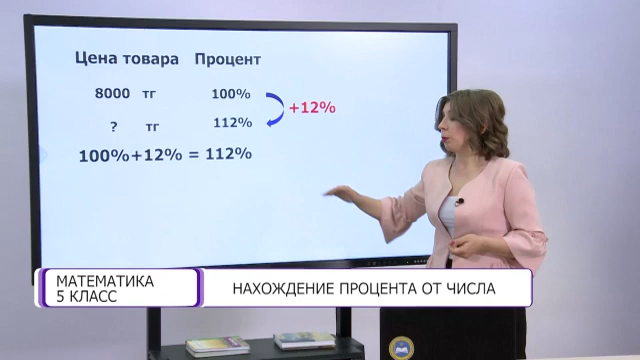 Цена товара Процент
8000 тг 100%
+12%
? тг 112%
100%+12% = 112%
МАТЕМАТИКА
5 КЛАСС
НАХОЖДЕНИЕ ПРОЦЕНТА ОТ ЧИСЛА